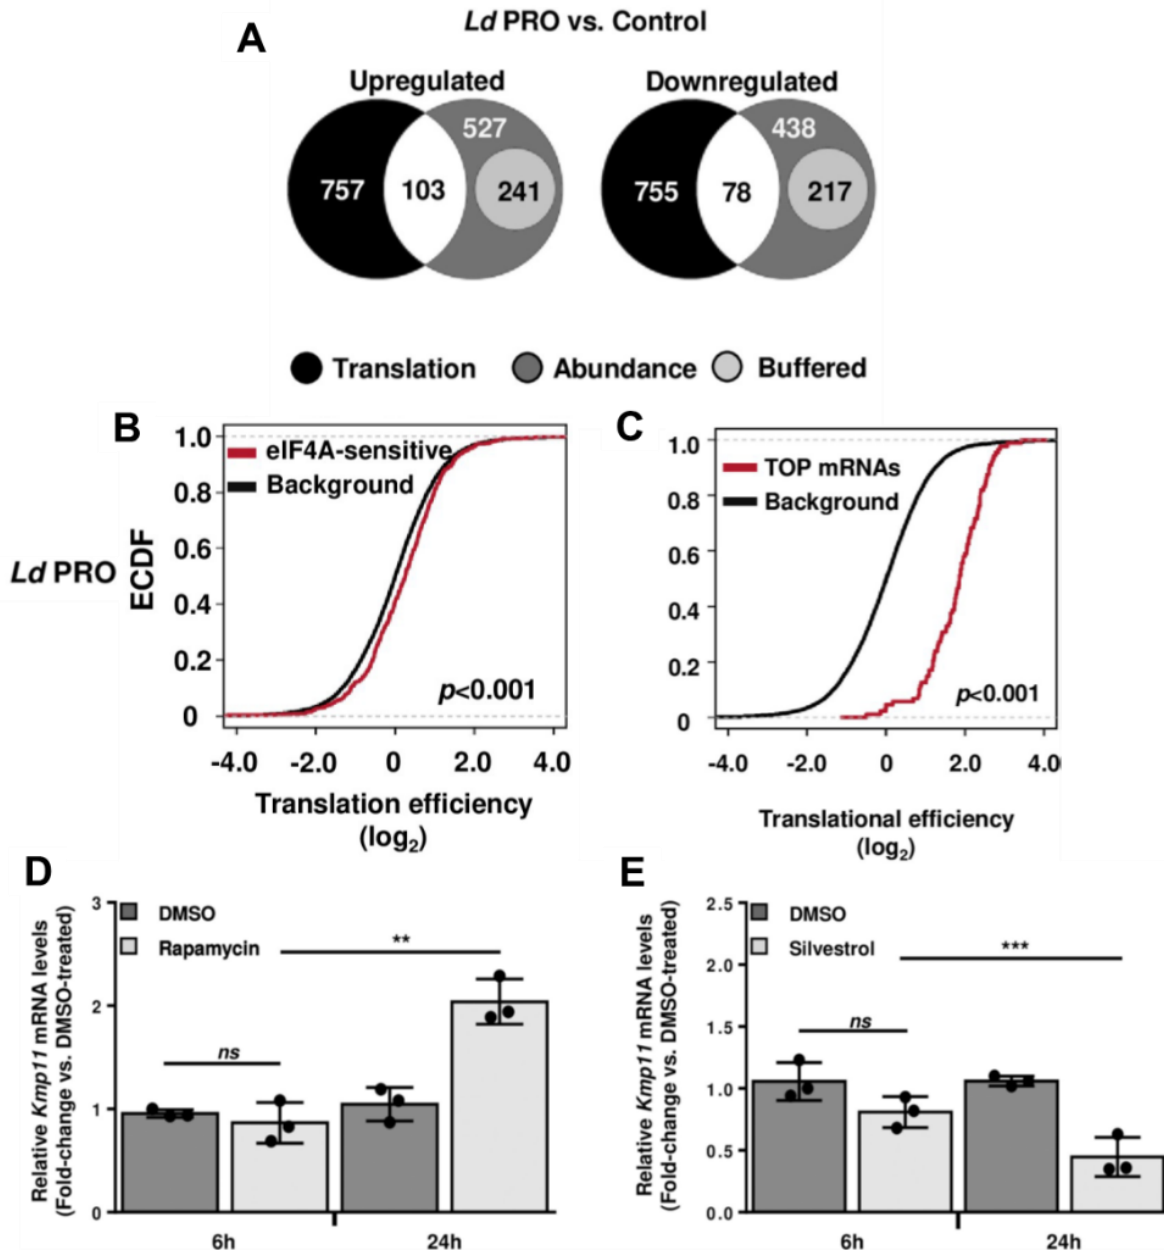 Ld PRO vs. Control
A
Upregulated
Downregulated
757
103
527
241
755
78
438
217
Translation
Abundance
Buffered
B
Ld PRO
ECDF
1.0
0.8
0.6
0.4
0.2
0
eIF4A-sensitive
Background
p<0.001
-4.0
-2.0
0
2.0
4.0
Translation efficiency
(log2)
C
1.0
0.8
0.6
0.4
0.2
0
TOP mRNAs
Background
p<0.001
-4.0
-2.0
0
2.0
4.0
Translational efficiency
(log2)
D
Relative Kmp11 mRNA levels
(Fold-change vs. DMSO-treated)
3
2
1
0
DMSO
Rapamycin
ns
**
6h
24h
E
Relative Kmp11 mRNA levels
(Fold-change vs. DMSO-treated)
2.5
2.0
1.5
1.0
0.5
0.0
DMSO
Silvestrol
ns
***
6h
24h